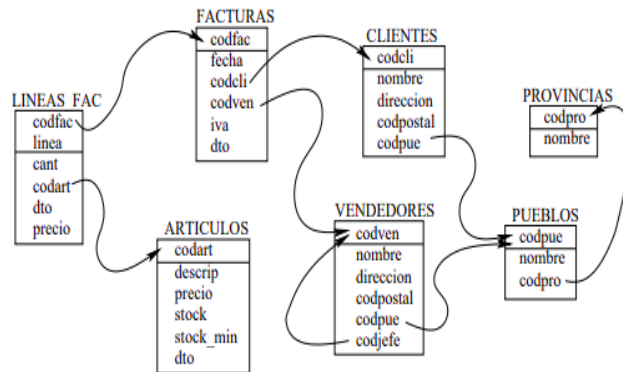 FACTURAS
codfac
fecha
codcli
codven
iva
dto
CLIENTES
codcli
nombre
direccion
codpostal
codpue
PROVINCIAS
codpro
nombre
LINEAS_FAC
codfac
linea
cant
codart
dto
precio
ARTICULOS
codart
descrip
precio
stock
stock_min
dto
VENDEDORES
codven
nombre
direccion
codpostal
codpue
codjefe
PUEBLOS
codpue
nombre
codpro